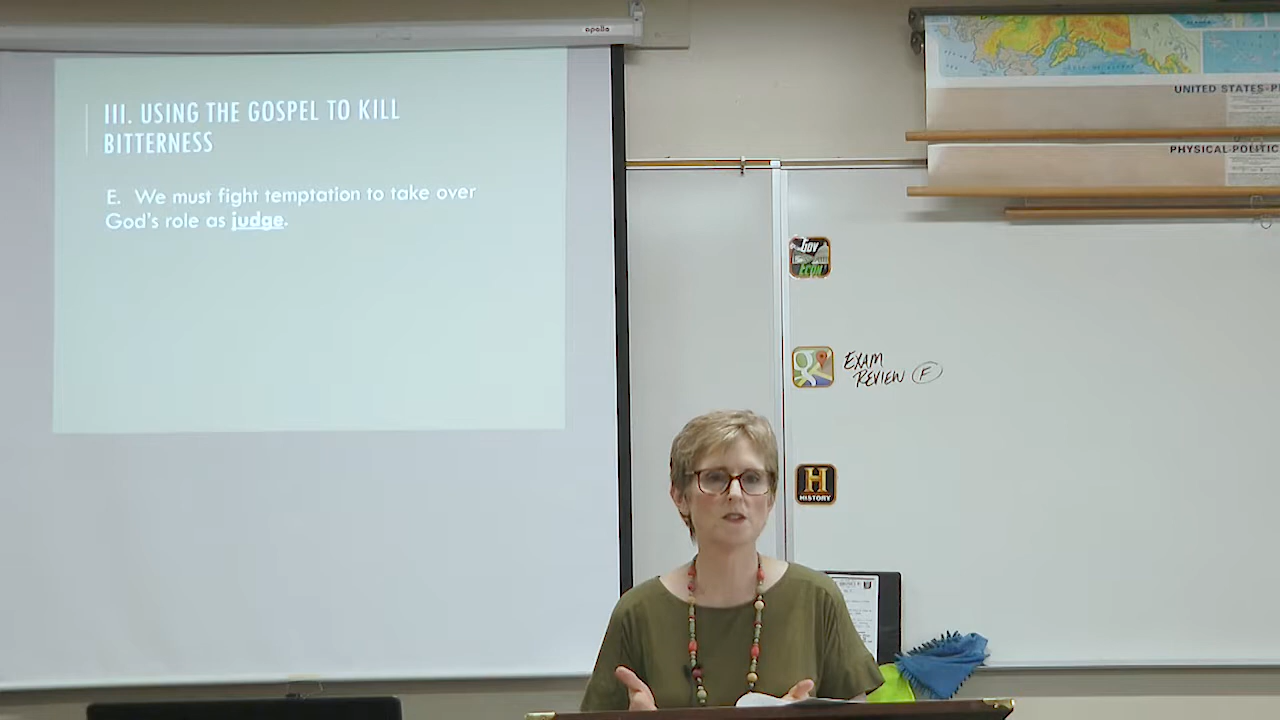 apollo
III. USING THE GOSPEL TO KILL
BITTERNESS
E. We must fight temptation to take over
God's role as judge.
UNITED STATES-P
PHYSICAL-POLITIC
GOV
ECON
EXAM
REVIEW F
H
HISTORY